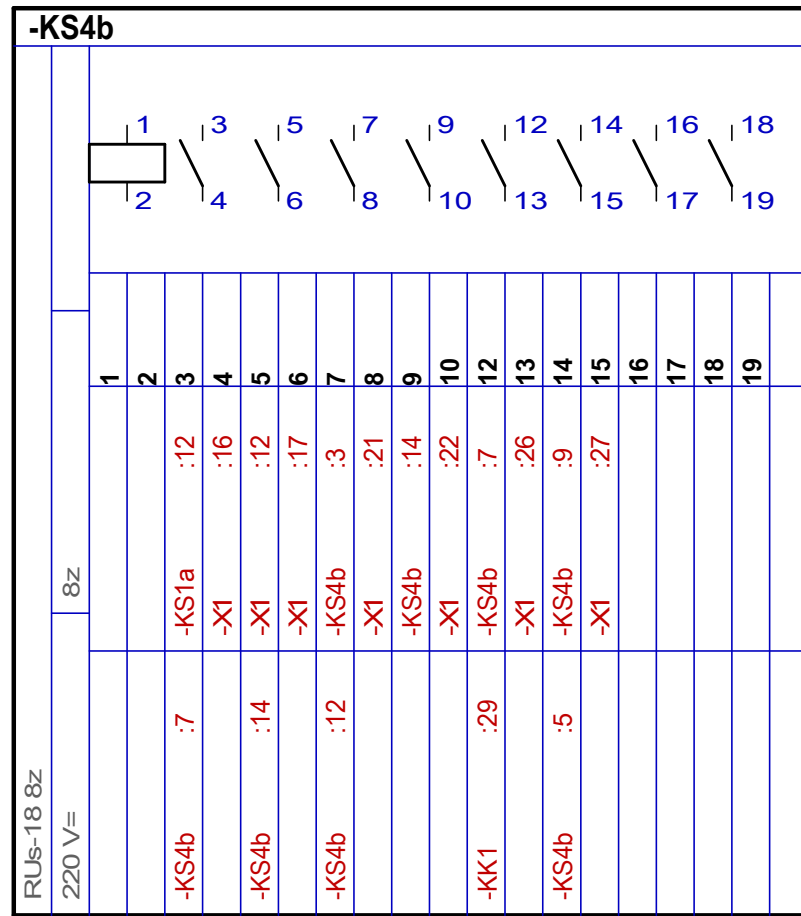 -KS4b
1 3 5 7 9 12 14 16 18
2 4 6 8 10 13 15 17 19
1 2 3 4 5 6 7 8 9 10 12 13 14 15 16 17 18 19
:12 :16 :12 :17 :3 :21 :14 :22 :7 :26 :9 :27
8z
-KS1a -X1 -X1 -X1 -KS4b -X1 -KS4b -X1 -KS4b -X1 -KS4b -X1
:7 :14 :12 :29 :5
RUs-18 8z
220 V=
-KS4b -KS4b -KS4b -KK1 -KS4b